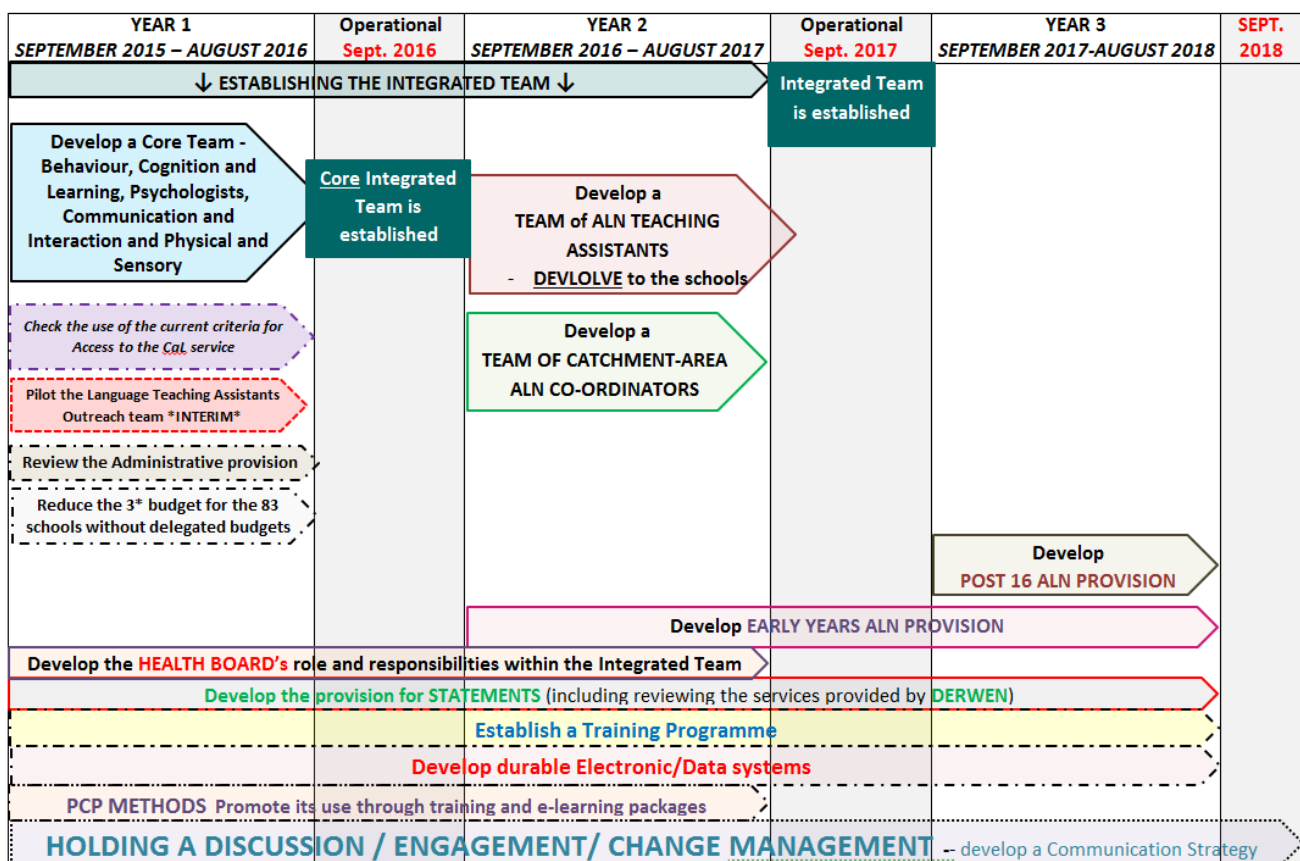 YEAR 1
SEPTEMBER 2015 – AUGUST 2016
Operational
Sept. 2016
YEAR 2
SEPTEMBER 2016 – AUGUST 2017
Operational
Sept. 2017
YEAR 3
SEPTEMBER 2017-AUGUST 2018
SEPT.
2018
↓ ESTABLISHING THE INTEGRATED TEAM ↓
Integrated Team
is established
Develop a Core Team -
Behaviour, Cognition and
Learning, Psychologists,
Communication and
Interaction and Physical and
Sensory
Core Integrated
Team is
established
Develop a
TEAM of ALN TEACHING
ASSISTANTS
- DEVLOLVE to the schools
Check the use of the current criteria for
Access to the CaL service
Develop a
TEAM OF CATCHMENT-AREA
ALN CO-ORDINATORS
Pilot the Language Teaching Assistants
Outreach team *INTERIM*
Review the Administrative provision
Reduce the 3* budget for the 83
schools without delegated budgets
Develop
POST 16 ALN PROVISION
Develop EARLY YEARS ALN PROVISION
Develop the HEALTH BOARD's role and responsibilities within the Integrated Team
Develop the provision for STATEMENTS (including reviewing the services provided by DERWEN)
Establish a Training Programme
Develop durable Electronic/Data systems
PCP METHODS Promote its use through training and e-learning packages
HOLDING A DISCUSSION / ENGAGEMENT/ CHANGE MANAGEMENT -- develop a Communication Strategy